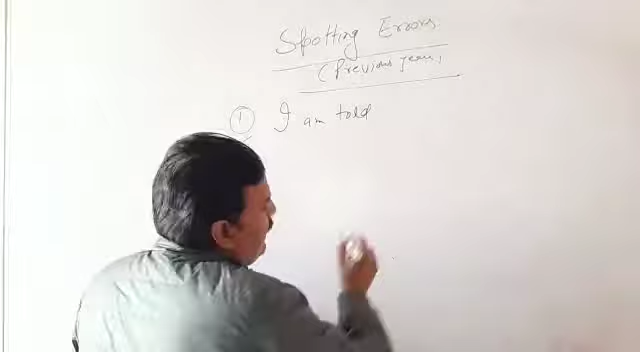 Spotting Errors
(Previous years)
① I am told